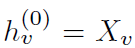 h_v^{(0)} = X_v